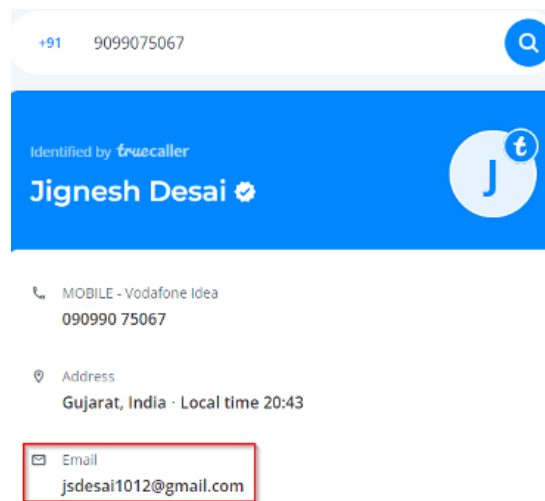 +91 9099075067
Identified by truecaller
Jignesh Desai
J
t
MOBILE - Vodafone Idea
090990 75067
Address
Gujarat, India · Local time 20:43
Email
jsdesai1012@gmail.com